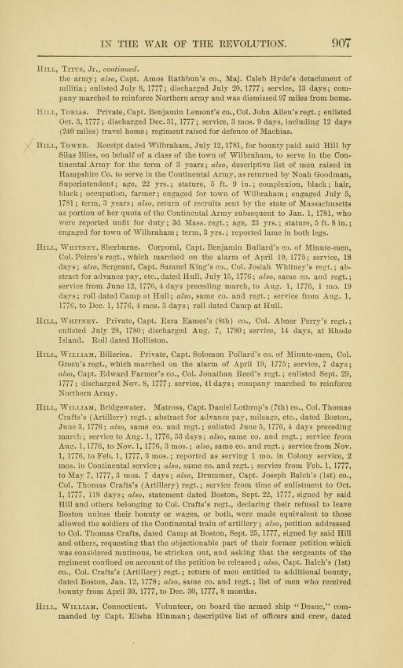 IN THE WAR OF THE REVOLUTION. 907
HILL, TITUS, Jr., continued.
the army; also, Capt. Amos Rathbun's co., Maj. Caleb Hyde's detachment of
militia; enlisted July 8, 1777; discharged July 20, 1777; service, 13 days; com-
pany marched to reinforce Northern army and was dismissed 97 miles from home.
HILL, TOBIAS. Private, Capt. Benjamin Lemont's co., Col. John Allen's regt.; enlisted
Oct. 3, 1777; discharged Dec. 31, 1777; service, 3 mos. 9 days, including 12 days
(240 miles) travel home; regiment raised for defence of Machias.
HILL, TOWER. Receipt dated Wilbraham, July 12, 1781, for bounty paid said Hill by
Silas Bliss, on behalf of a class of the town of Wilbraham, to serve in the Con-
tinental Army for the term of 3 years; also, descriptive list of men raised in
Hampshire Co. to serve in the Continental Army, as returned by Noah Goodman,
Superintendent; age, 22 yrs.; stature, 5 ft. 9 in.; complexion, black; hair,
black; occupation, farmer; engaged for town of Wilbraham; engaged July 5,
1781; term, 3 years; also, return of recruits sent by the state of Massachusetts
as portion of her quota of the Continental Army subsequent to Jan. 1, 1781, who
were reported unfit for duty; 3d Mass. regt.; age, 23 yrs.; stature, 5 ft. 8 in.;
engaged for town of Wilbraham; term, 3 yrs.; reported lame in both legs.
HILL, WHITNEY, Sherburne. Corporal, Capt. Benjamin Bullard's co. of Minute-men,
Col. Peirce's regt., which marched on the alarm of April 19, 1775; service, 18
days; also, Sergeant, Capt. Samuel King's co., Col. Josiah Whitney's regt.; ab-
stract for advance pay, etc., dated Hull, July 15, 1776; also, same co. and regt.;
service from June 12, 1776, 4 days preceding march, to Aug. 1, 1776, 1 mo. 19
days; roll dated Camp at Hull; also, same co. and regt.; service from Aug. 1,
1776, to Dec. 1, 1776, 4 mos. 3 days; roll dated Camp at Hull.
HILL, WHITNEY. Private, Capt. Ezra Eames's (8th) co., Col. Abner Perry's regt.;
enlisted July 28, 1780; discharged Aug. 7, 1780; service, 14 days, at Rhode
Island. Roll dated Holliston.
HILL, WILLIAM, Billerica. Private, Capt. Solomon Pollard's co. of Minute-men, Col.
Green's regt., which marched on the alarm of April 19, 1775; service, 7 days;
also, Capt. Edward Farmer's co., Col. Jonathan Reed's regt.; enlisted Sept. 29,
1777; discharged Nov. 8, 1777; service, 41 days; company marched to reinforce
Northern Army.
HILL, WILLIAM, Bridgewater. Matross, Capt. Daniel Lothrop's (7th) co., Col. Thomas
Crafts's (Artillery) regt.; abstract for advance pay, mileage, etc., dated Boston,
June 3, 1776; also, same co. and regt.; enlisted June 5, 1776, 4 days preceding
march; service to Aug. 1, 1776, 53 days; also, same co. and regt.; service from
Aug. 1, 1776, to Nov. 1, 1776, 3 mos.; also, same co. and regt.; service from Nov.
1, 1776, to Feb. 1, 1777, 3 mos.; reported as serving 1 mo. in Colony service, 2
mos. in Continental service; also, same co. and regt.; service from Feb. 1, 1777,
to May 7, 1777, 3 mos. 7 days; also, Drummer, Capt. Joseph Balch's (1st) co.,
Col. Thomas Crafts's (Artillery) regt.; service from time of enlistment to Oct.
1, 1777, 118 days; also, statement dated Boston, Sept. 22, 1777, signed by said
Hill and others belonging to Col. Crafts's regt., declaring their refusal to leave
Boston unless their bounty or wages, or both, were made equivalent to those
allowed the soldiers of the Continental train of artillery; also, petition addressed
to Col. Thomas Crafts, dated Camp at Boston, Sept. 25, 1777, signed by said Hill
and others, requesting that the objectionable part of their former petition which
was considered mutinous, be stricken out, and asking that the sergeants of the
regiment confined on account of the petition be released; also, Capt. Balch's (1st)
co., Col. Crafts's (Artillery) regt.; return of men entitled to additional bounty,
dated Boston, Jan. 12, 1778; also, same co. and regt.; list of men who received
bounty from April 30, 1777, to Dec. 30, 1777, 8 months.
HILL, WILLIAM, Connecticut. Volunteer, on board the armed ship "Deane," com-
manded by Capt. Elisha Hinman; descriptive list of officers and crew, dated